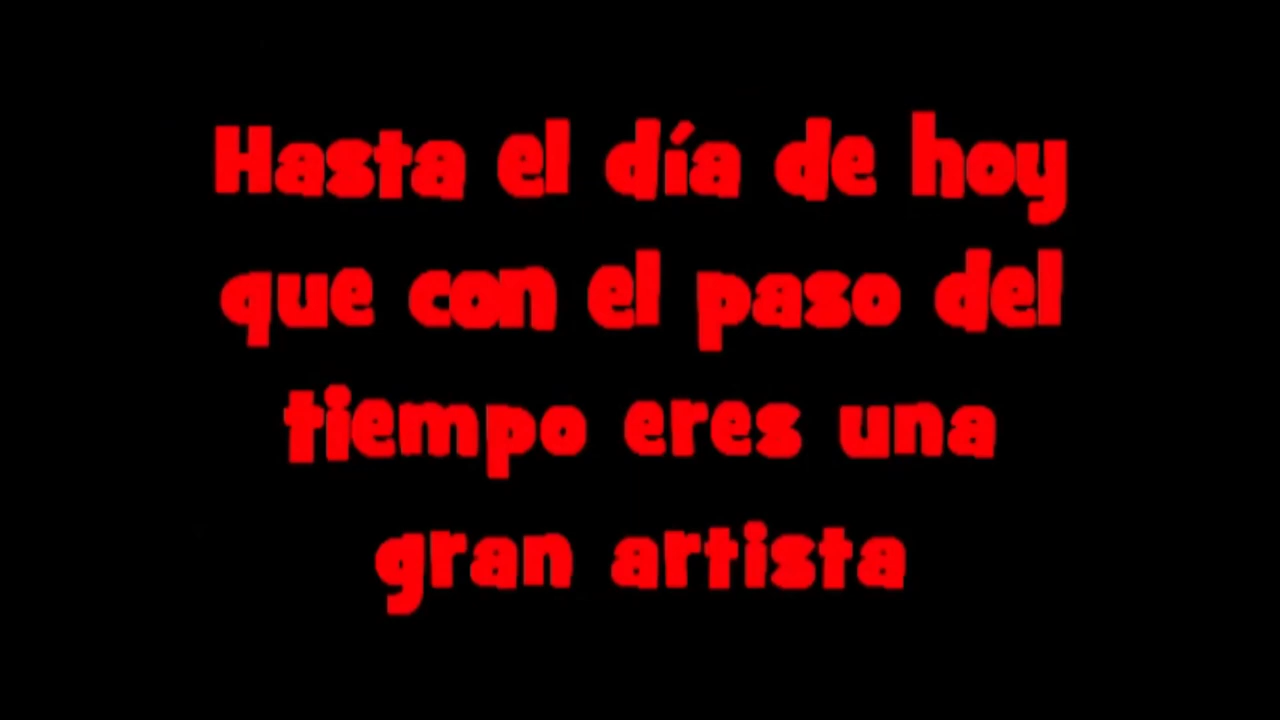 Hasta el día de hoy
que con el paso del
tiempo eres una
gran artista